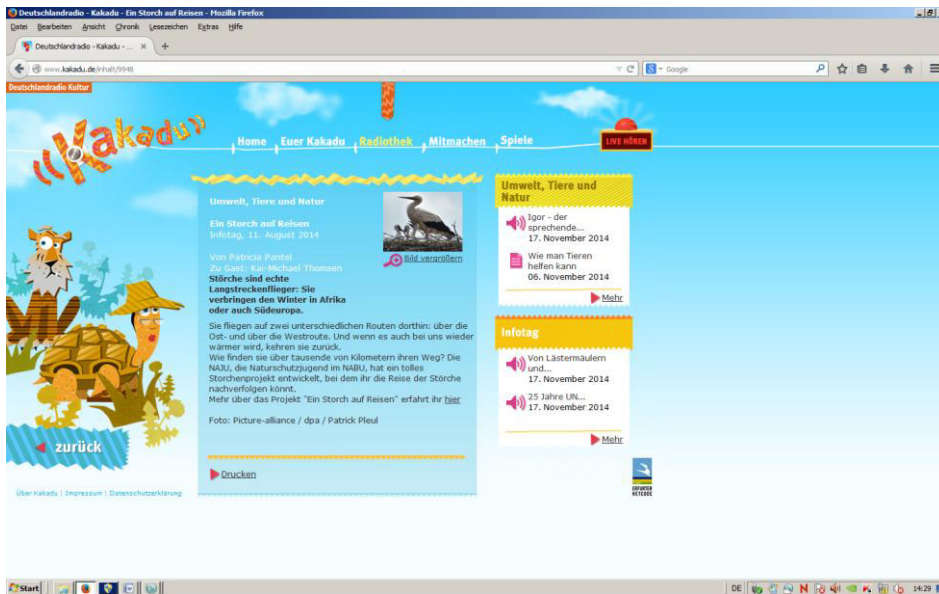 Deutschlandradio - Kakadu - Ein Storch auf Reisen - Mozilla Firefox
Datei Bearbeiten Ansicht Chronik Lesezeichen Extras Hilfe
Deutschlandradio - Kakadu - ...
www.kakadu.de/inhalt/9948
Google
Deutschlandradio Kultur
Kakadu
Home Euer Kakadu Radiothek Mitmachen Spiele
LIVE HÖREN
Umwelt, Tiere und Natur
Ein Storch auf Reisen
Infotag, 11. August 2014
Von Patricia Pantel
Zu Gast: Kai-Michael Thomsen
Bild vergrößern
Störche sind echte
Langstreckenflieger: Sie
verbringen den Winter in Afrika
oder auch Südeuropa.
Sie fliegen auf zwei unterschiedlichen Routen dorthin: über die
Ost- und über die Westroute. Und wenn es auch bei uns wieder
wärmer wird, kehren sie zurück.
Wie finden sie über tausende von Kilometern ihren Weg? Die
NAJU, die Naturschutzjugend im NABU, hat ein tolles
Storchenprojekt entwickelt, bei dem ihr die Reise der Störche
nachverfolgen könnt.
Mehr über das Projekt "Ein Storch auf Reisen" erfahrt ihr hier
Foto: Picture-alliance / dpa / Patrick Pleul
Drucken
Umwelt, Tiere und
Natur
Igor - der
sprechende...
17. November 2014
Wie man Tieren
helfen kann
06. November 2014
Mehr
Infotag
Von Lästermäulern
und...
17. November 2014
25 Jahre UN...
17. November 2014
Mehr
zurück
ERFURTER
NETCODE
Über Kakadu | Impressum | Datenschutzerklärung
Start
DE
14:29